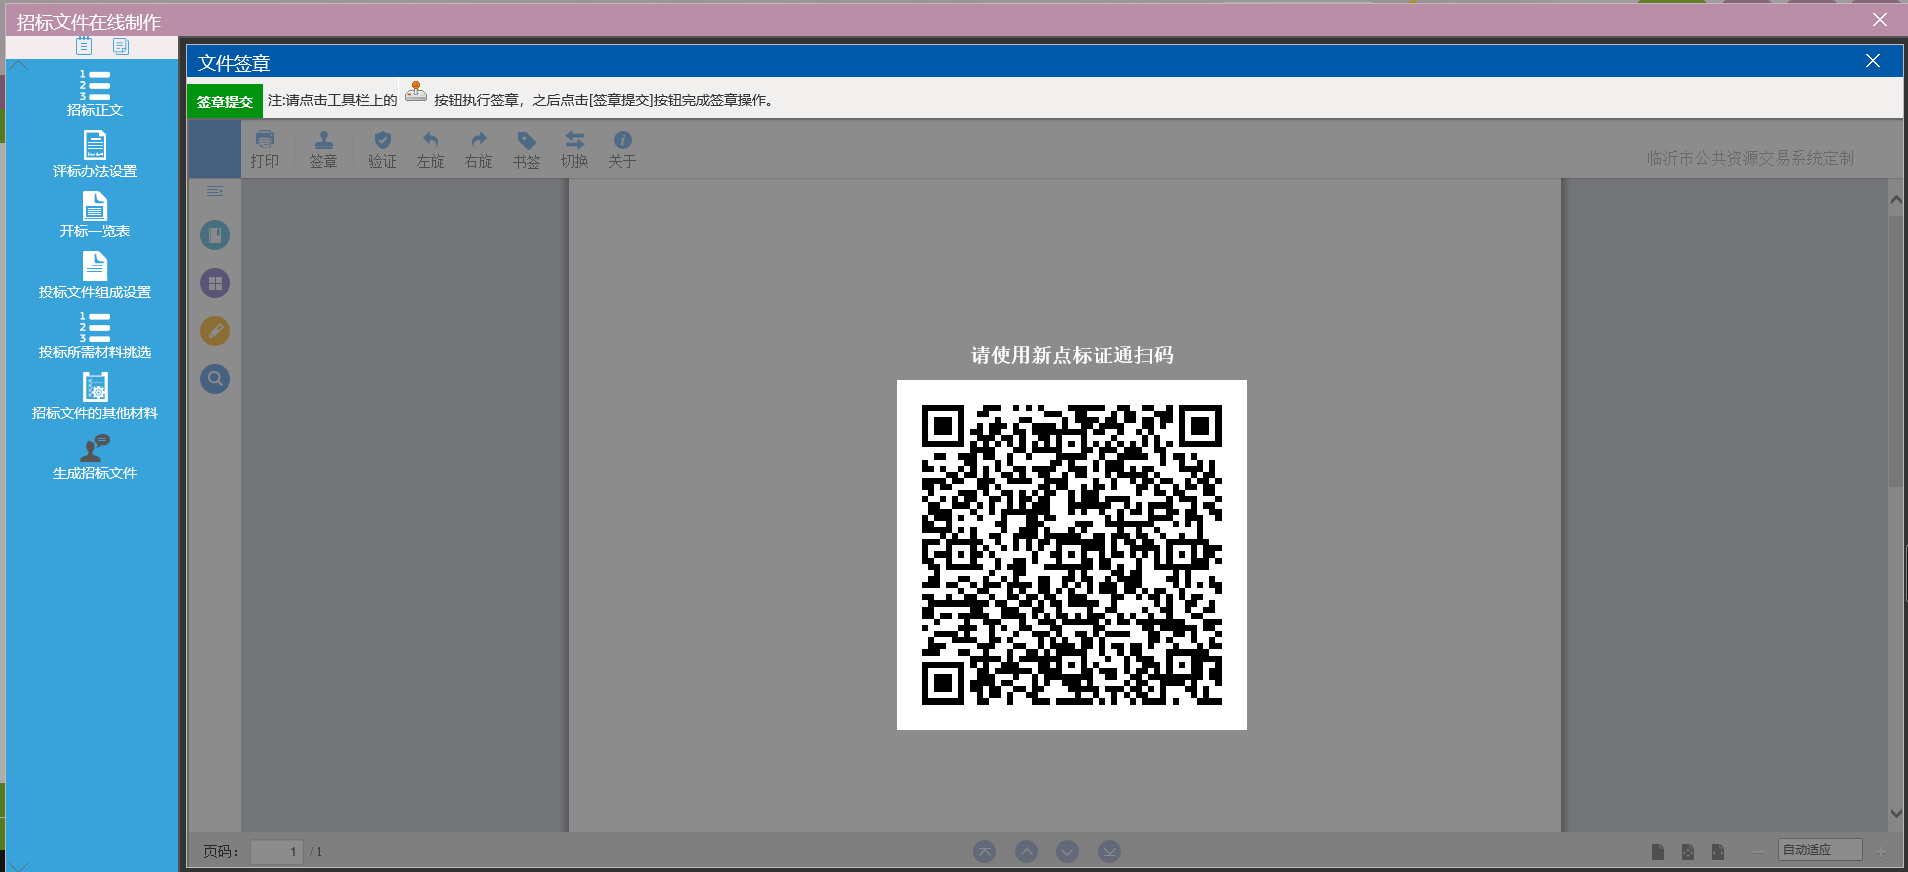 招标文件在线制作
招标正文
评标办法设置
开标一览表
投标文件组成设置
投标所需材料挑选
招标文件的其他材料
生成招标文件
文件签章
签章提交 注:请点击工具栏上的 按钮执行签章，之后点击[签章提交]按钮完成签章操作。
打印 签章 验证 左旋 右旋 书签 切换 关于
临沂市公共资源交易系统定制
请使用新点标证通扫码
页码： 1 / 1
自动适应